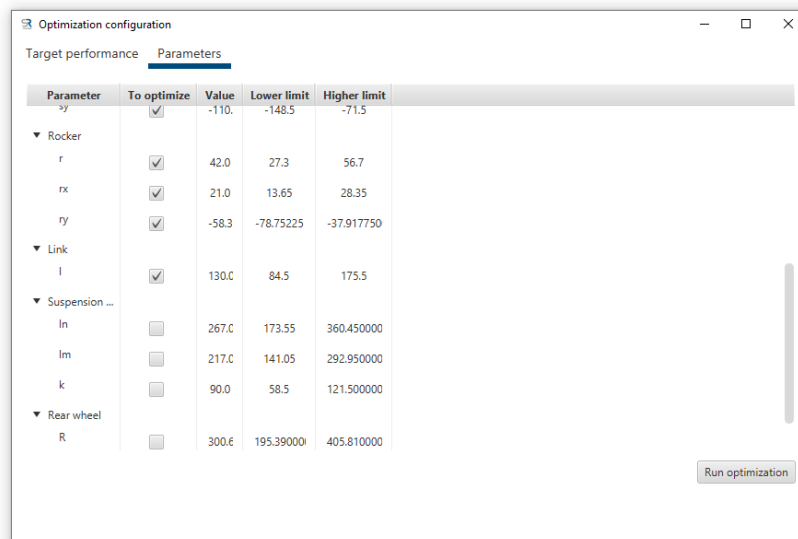 Optimization configuration
Target performance Parameters
Parameter To optimize Value Lower limit Higher limit
sy -110. -148.5 -71.5
Rocker
r 42.0 27.3 56.7
rx 21.0 13.65 28.35
ry -58.3 -78.75225 -37.917750
Link
l 130.0 84.5 175.5
Suspension ...
ln 267.0 173.55 360.450000
lm 217.0 141.05 292.950000
k 90.0 58.5 121.500000
Rear wheel
R 300.6 195.390000 405.810000
Run optimization